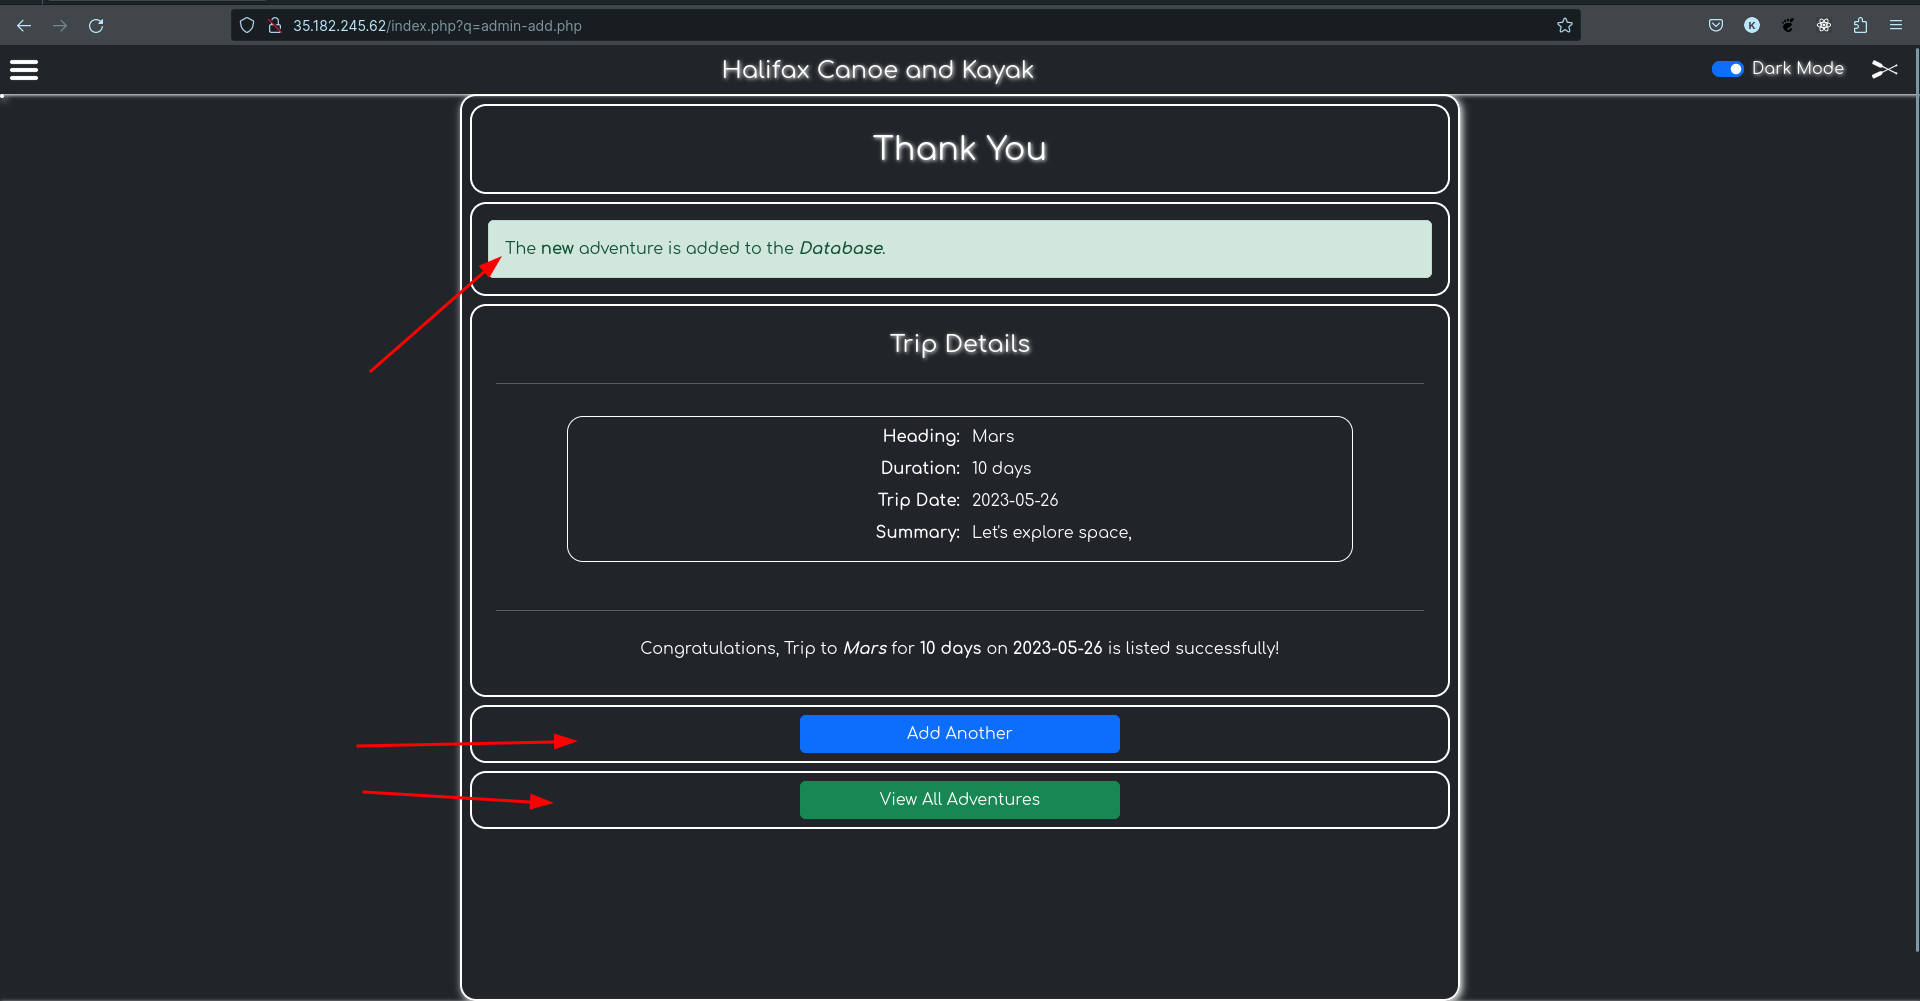 35.182.245.62/index.php?q=admin-add.php
K
Halifax Canoe and Kayak
Dark Mode
Thank You
The new adventure is added to the Database.
Trip Details
Heading: Mars
Duration: 10 days
Trip Date: 2023-05-26
Summary: Let's explore space,
Congratulations, Trip to Mars for 10 days on 2023-05-26 is listed successfully!
Add Another
View All Adventures